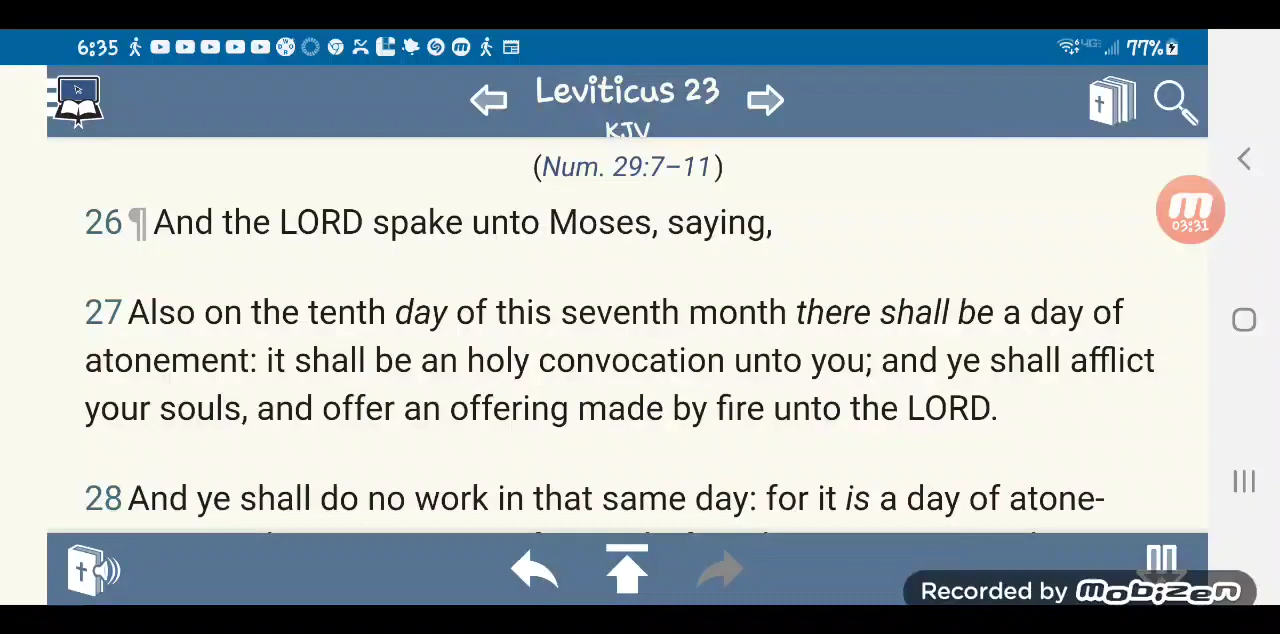 6:35
4G
77%
Leviticus 23
KJV
(Num. 29:7–11)
03:31
26 ¶ And the LORD spake unto Moses, saying,
27 Also on the tenth day of this seventh month there shall be a day of
atonement: it shall be an holy convocation unto you; and ye shall afflict
your souls, and offer an offering made by fire unto the LORD.
28 And ye shall do no work in that same day: for it is a day of atone-
Recorded by mobizen